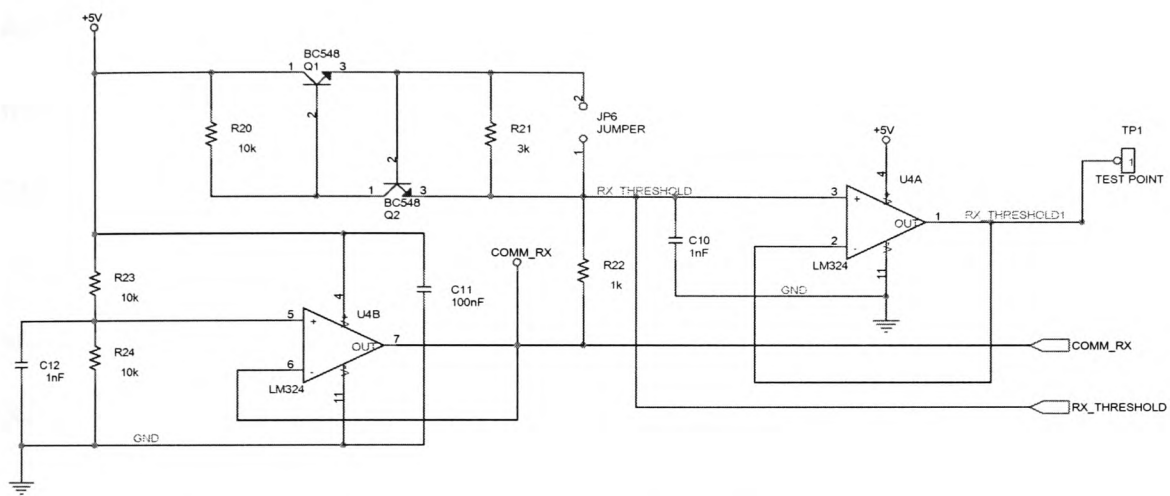 +5V
BC548
Q1
1
3
2
R20
10k
R21
3k
2
JP6
JUMPER
1
2
1
3
BC548
Q2
RX_THRESHOLD
+5V
4
U4A
3
+
OUT
1
RX_THRESHOLD1
2
-
LM324
11
TP1
1
TEST POINT
C10
1nF
GND
COMM_RX
R22
1k
R23
10k
C11
100nF
4
U4B
5
+
OUT
7
6
-
LM324
11
R24
10k
C12
1nF
GND
COMM_RX
RX_THRESHOLD